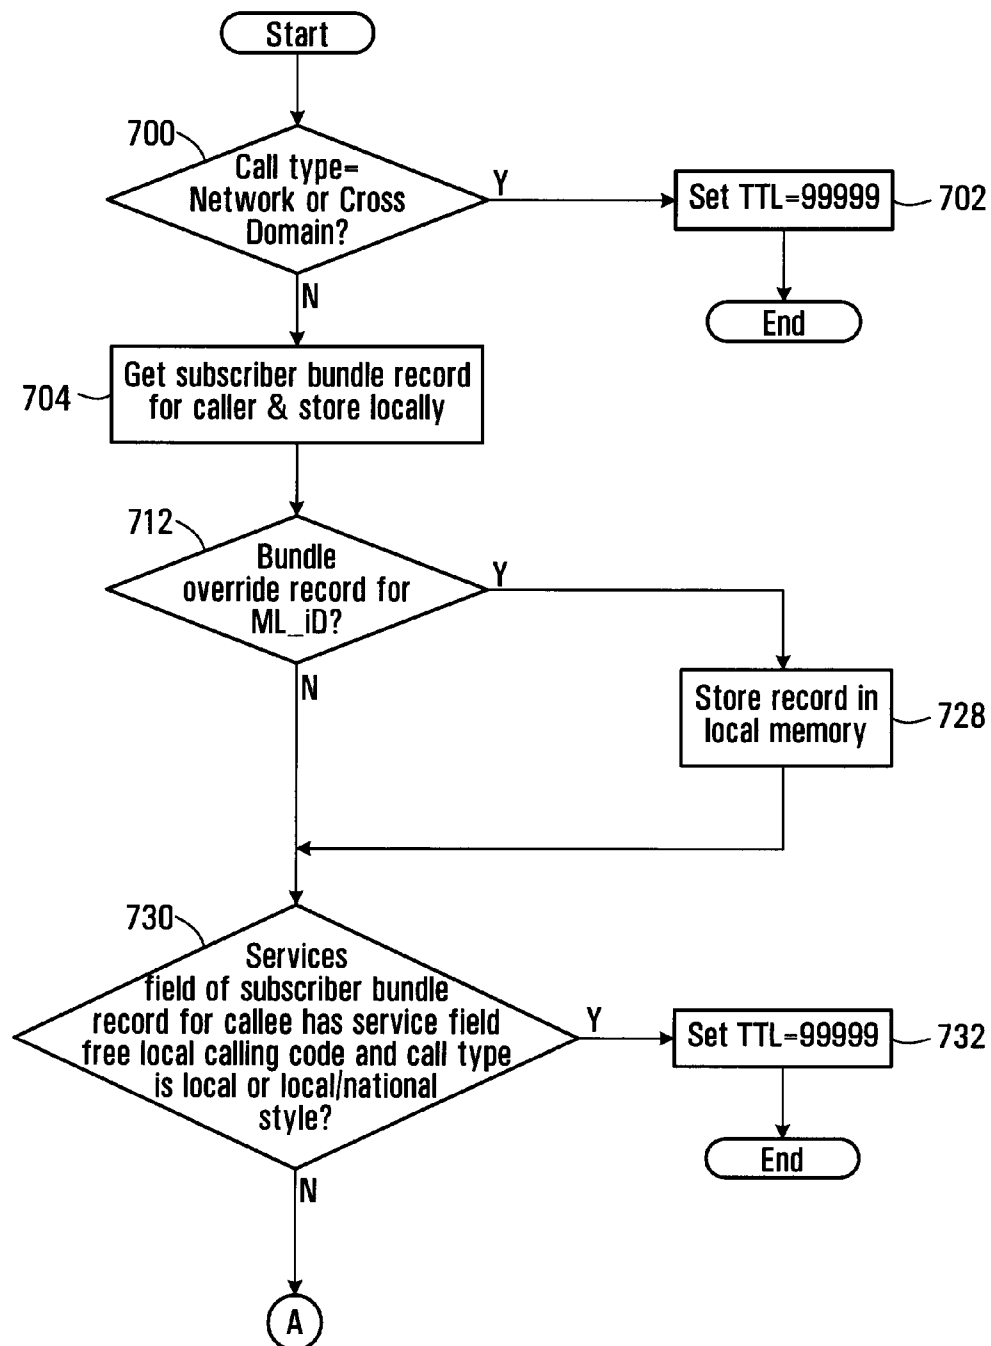 Start
700
Call type=
Network or Cross
Domain?
Y
Set TTL=99999
702
End
N
704
Get subscriber bundle record
for caller & store locally
712
Bundle
override record for
ML_iD?
Y
N
Store record in
local memory
728
730
Services
field of subscriber bundle
record for callee has service field
free local calling code and call type
is local or local/national
style?
Y
Set TTL=99999
732
End
N
A